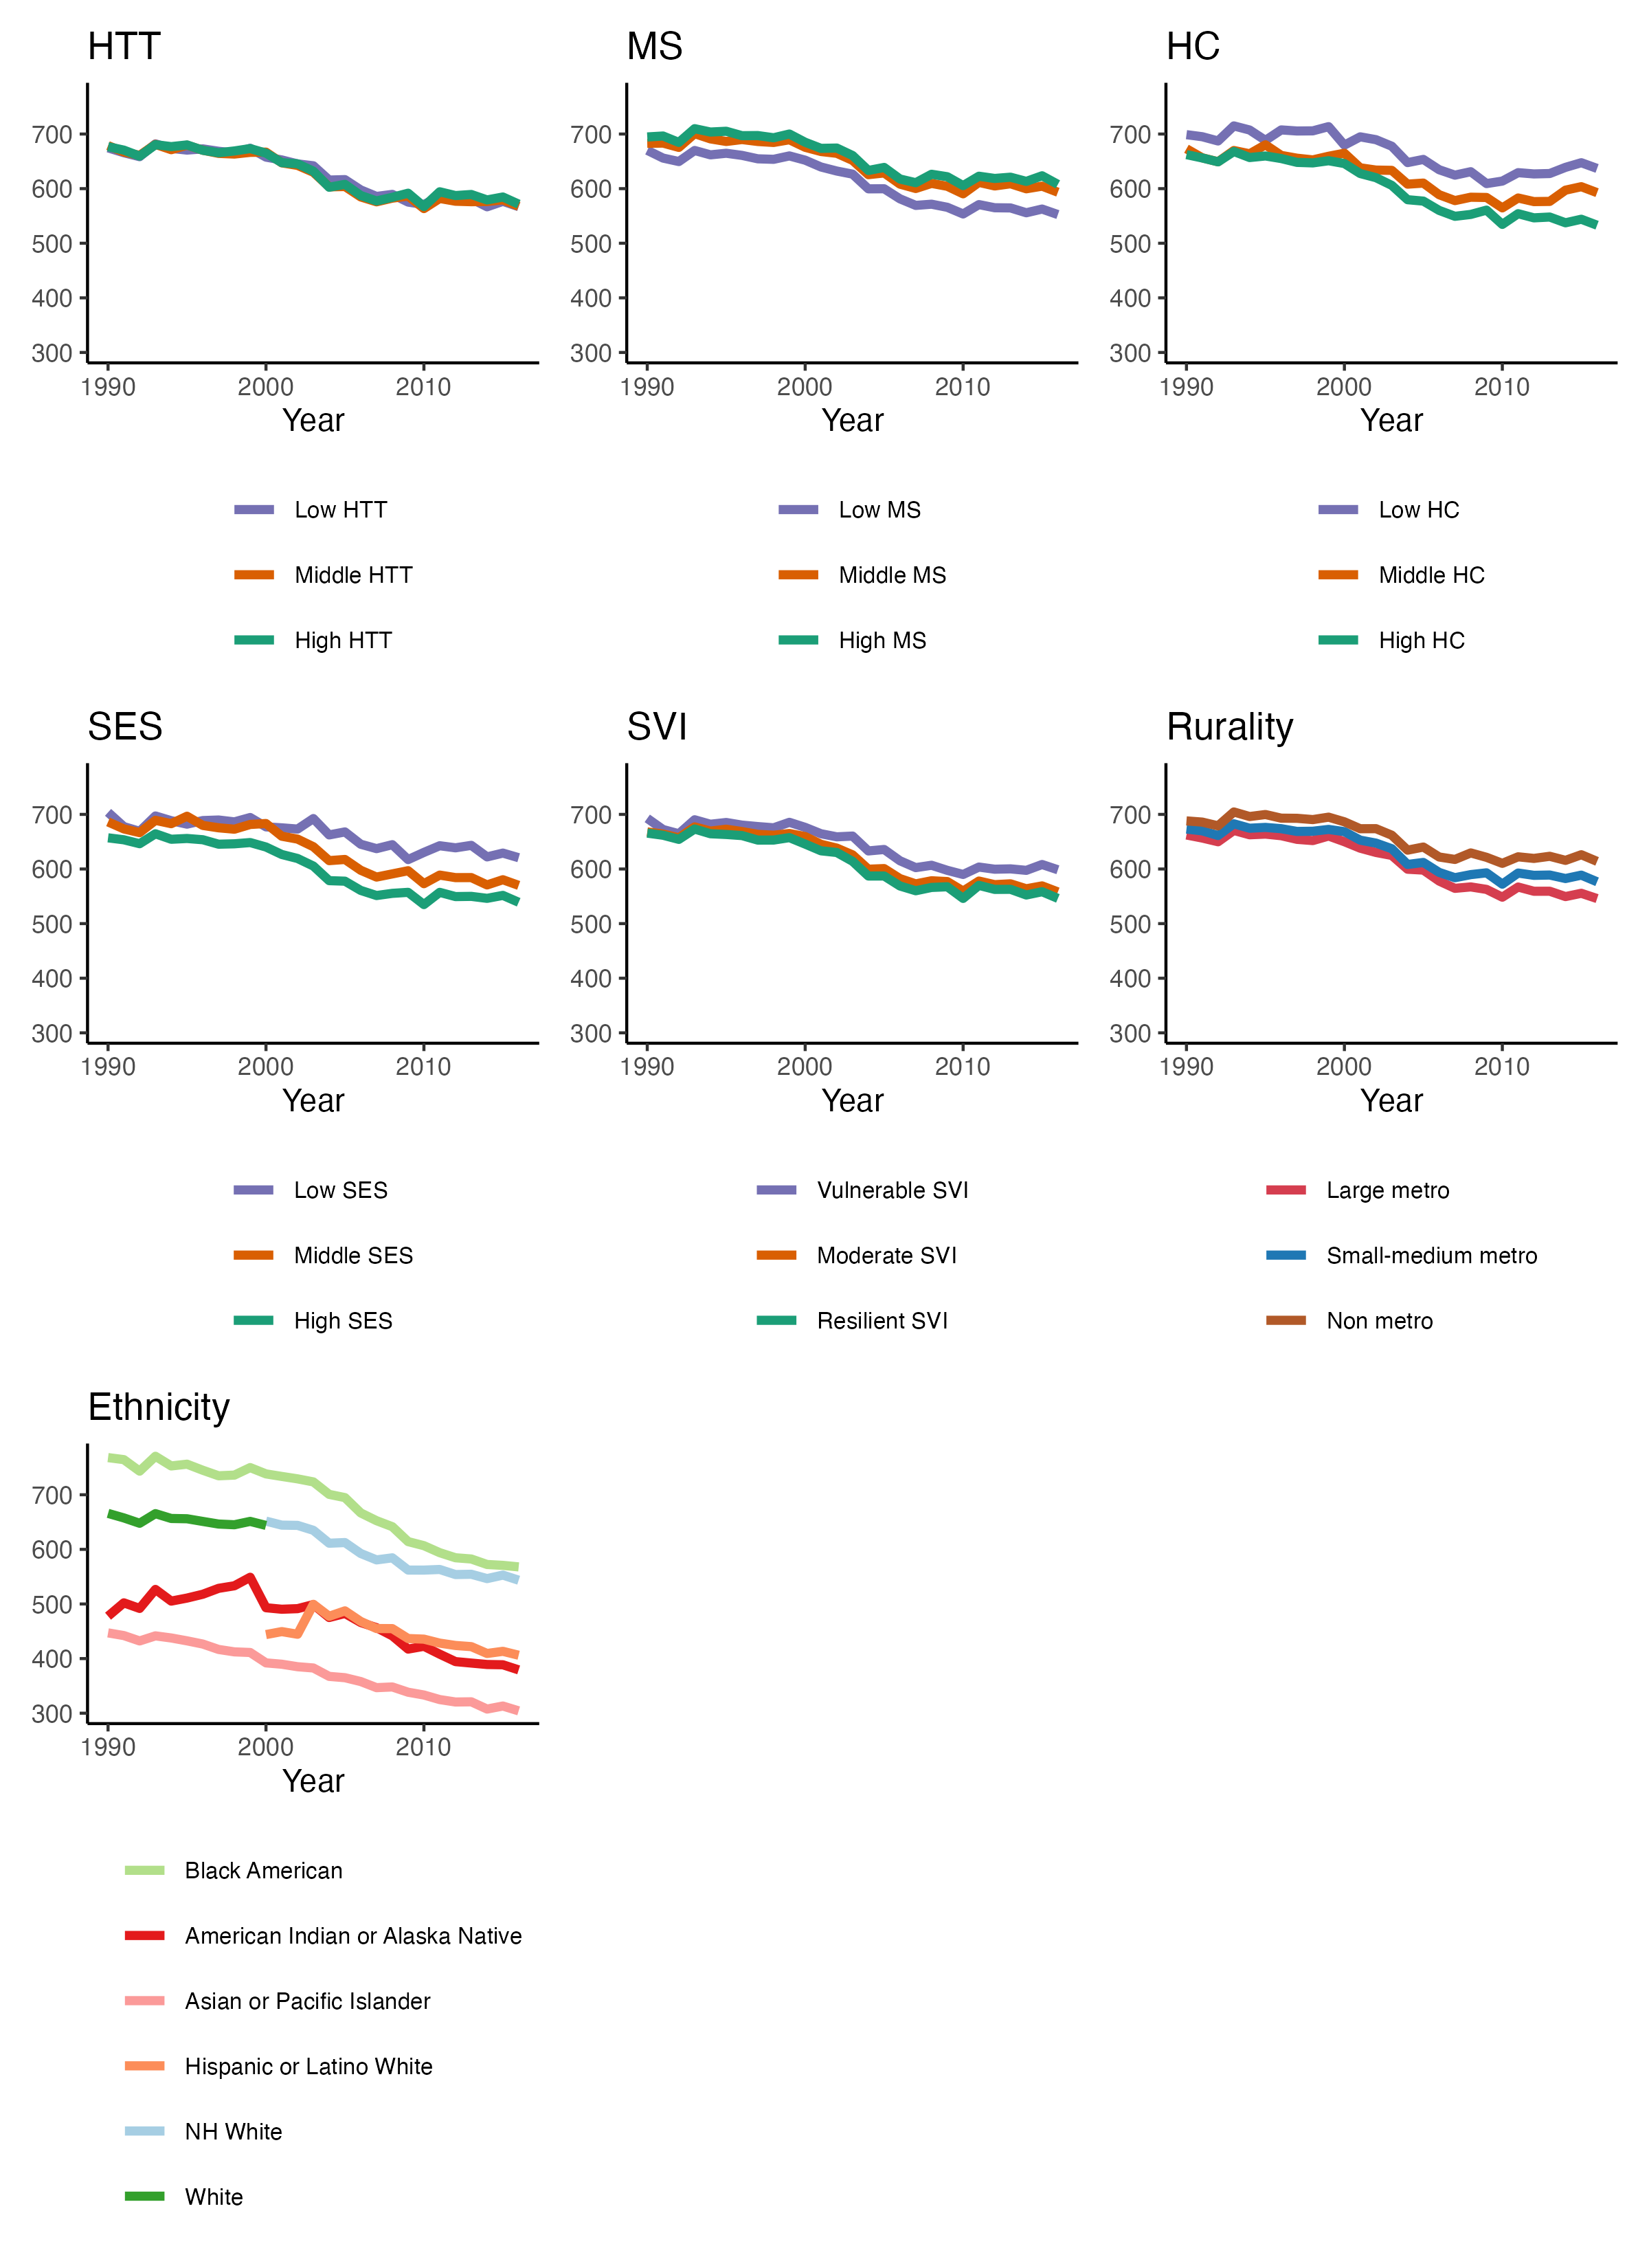 HTT MS HC
700 700 700
600 600 600
500 500 500
400 400 400
300 300 300
1990 2000 2010 1990 2000 2010 1990 2000 2010
Year Year Year
Low HTT Low MS Low HC
Middle HTT Middle MS Middle HC
High HTT High MS High HC
SES SVI Rurality
700 700 700
600 600 600
500 500 500
400 400 400
300 300 300
1990 2000 2010 1990 2000 2010 1990 2000 2010
Year Year Year
Low SES Vulnerable SVI Large metro
Middle SES Moderate SVI Small-medium metro
High SES Resilient SVI Non metro
Ethnicity
700
600
500
400
300
1990 2000 2010
Year
Black American
American Indian or Alaska Native
Asian or Pacific Islander
Hispanic or Latino White
NH White
White